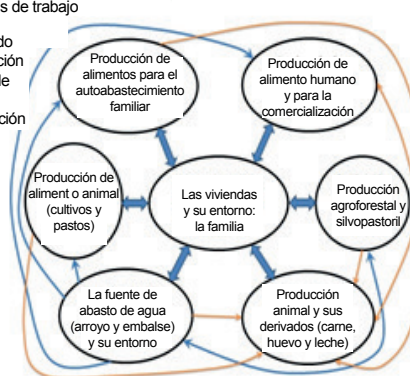 s de trabajo
do
ción
de
ción
Producción de
alimentos para el
autoabastecimiento
familiar
Producción de
alimento humano
y para la
comercialización
Producción de
aliment o animal
(cultivos y
pastos)
Las viviendas
y su entorno:
la familia
Producción
agroforestal y
silvopastoril
La fuente de
abasto de agua
(arroyo y embalse)
y su entorno
Producción
animal y sus
derivados (carne,
huevo y leche)